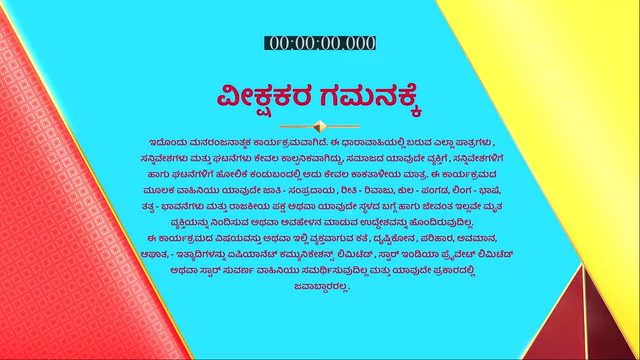 00:00:00.000
ವೀಕ್ಷಕರ ಗಮನಕ್ಕೆ
ಇದೊಂದು ಮನರಂಜನಾತ್ಮಕ ಕಾರ್ಯಕ್ರಮವಾಗಿದೆ. ಈ ಧಾರಾವಾಹಿಯಲ್ಲಿ ಬರುವ ಎಲ್ಲಾ ಪಾತ್ರಗಳು ,
ಸನ್ನಿವೇಶಗಳು ಮತ್ತು ಘಟನೆಗಳು ಕೇವಲ ಕಾಲ್ಪನಿಕವಾಗಿದ್ದು, ಸಮಾಜದ ಯಾವುದೇ ವ್ಯಕ್ತಿಗೆ , ಸನ್ನಿವೇಶಗಳಿಗೆ
ಹಾಗು ಘಟನೆಗಳಿಗೆ ಹೋಲಿಕೆ ಕಂಡುಬಂದಲ್ಲಿ ಅದು ಕೇವಲ ಕಾಕತಾಳೀಯ ಮಾತ್ರ. ಈ ಕಾರ್ಯಕ್ರಮದ
ಮೂಲಕ ವಾಹಿನಿಯು ಯಾವುದೇ ಜಾತಿ - ಸಂಪ್ರದಾಯ , ರೀತಿ - ರಿವಾಜು, ಕುಲ - ಪಂಗಡ, ಲಿಂಗ - ಭಾಷೆ,
ತತ್ವ - ಭಾವನೆಗಳು ಮತ್ತು ರಾಜಕೀಯ ಪಕ್ಷ ಅಥವಾ ಯಾವುದೇ ಸ್ಥಳದ ಬಗ್ಗೆ ಹಾಗು ಜೀವಂತ ಇಲ್ಲವೇ ಮೃತ
ವ್ಯಕ್ತಿಯನ್ನು ನಿಂದಿಸುವ ಅಥವಾ ಅವಹೇಳನ ಮಾಡುವ ಉದ್ದೇಶವನ್ನು ಹೊಂದಿರುವುದಿಲ್ಲ.
ಈ ಕಾರ್ಯಕ್ರಮದ ವಿಷಯವಸ್ತು ಅಥವಾ ಇಲ್ಲಿ ವ್ಯಕ್ತವಾಗುವ ಕತೆ , ದೃಷ್ಟಿಕೋನ , ಪರಿಹಾರ, ಅವಮಾನ,
ಆಘಾತ, - ಇತ್ಯಾದಿಗಳನ್ನು ಏಷಿಯಾನೆಟ್ ಕಮ್ಯುನಿಕೇಶನ್ಸ್ ಲಿಮಿಟೆಡ್ , ಸ್ಟಾರ್ ಇಂಡಿಯಾ ಪ್ರೈವೇಟ್ ಲಿಮಿಟೆಡ್
ಅಥವಾ ಸ್ಟಾರ್ ಸುವರ್ಣ ವಾಹಿನಿಯು ಸಮರ್ಥಿಸುವುದಿಲ್ಲ ಮತ್ತು ಯಾವುದೇ ಪ್ರಕಾರದಲ್ಲಿ
ಜವಾಬ್ದಾರರಲ್ಲ.